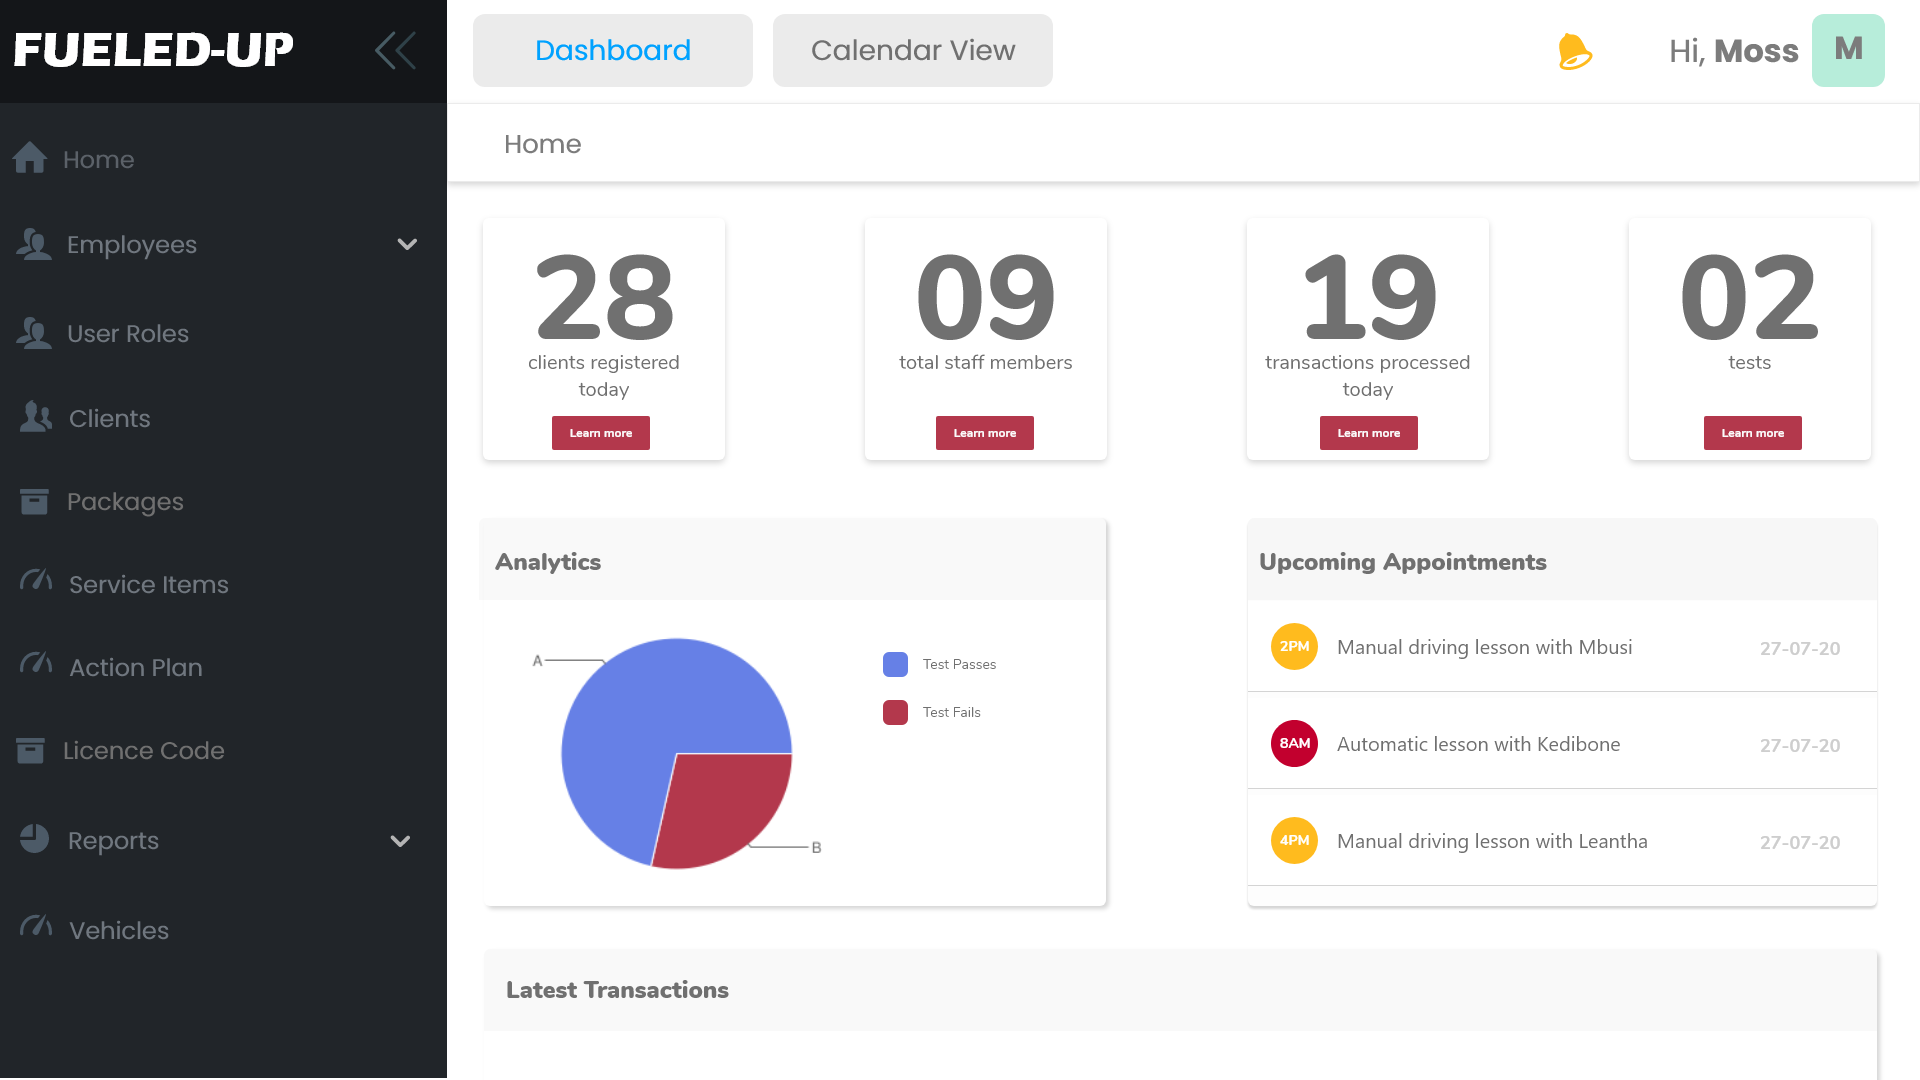 FUELED-UP
Dashboard
Calendar View
Hi, Moss
M
Home
Employees
User Roles
Clients
Packages
Service Items
Action Plan
Licence Code
Reports
Vehicles
Home
28
clients registered
today
Learn more
09
total staff members
Learn more
19
transactions processed
today
Learn more
02
tests
Learn more
Analytics
A
B
Test Passes
Test Fails
Upcoming Appointments
2PM Manual driving lesson with Mbusi 27-07-20
8AM Automatic lesson with Kedibone 27-07-20
4PM Manual driving lesson with Leantha 27-07-20
Latest Transactions